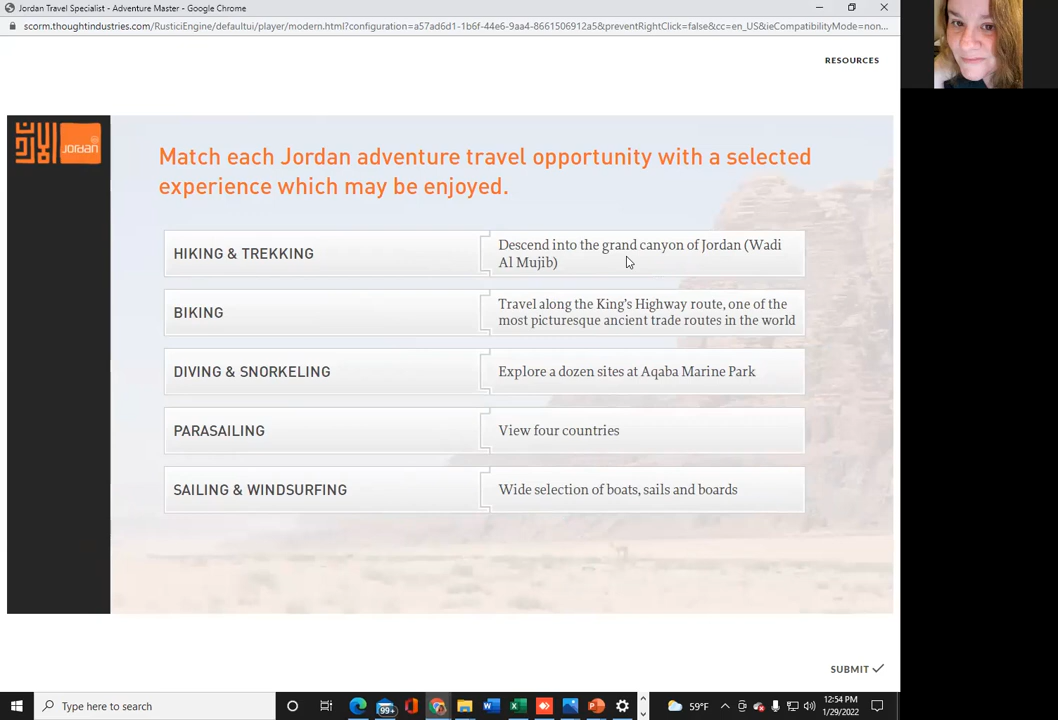 Jordan Travel Specialist - Adventure Master - Google Chrome
scorm.thoughtindustries.com/RusticiEngine/defaultui/player/modern.html?configuration=a57ad6d1-1b6f-44e6-9aa4-8661506912a5&preventRightClick=false&cc=en_US&ieCompatibilityMode=non...
RESOURCES
الأردن Jordan
Match each Jordan adventure travel opportunity with a selected
experience which may be enjoyed.
HIKING & TREKKING
Descend into the grand canyon of Jordan (Wadi
Al Mujib)
BIKING
Travel along the King's Highway route, one of the
most picturesque ancient trade routes in the world
DIVING & SNORKELING
Explore a dozen sites at Aqaba Marine Park
PARASAILING
View four countries
SAILING & WINDSURFING
Wide selection of boats, sails and boards
SUBMIT
Type here to search
99+
59°F
12:54 PM
1/29/2022